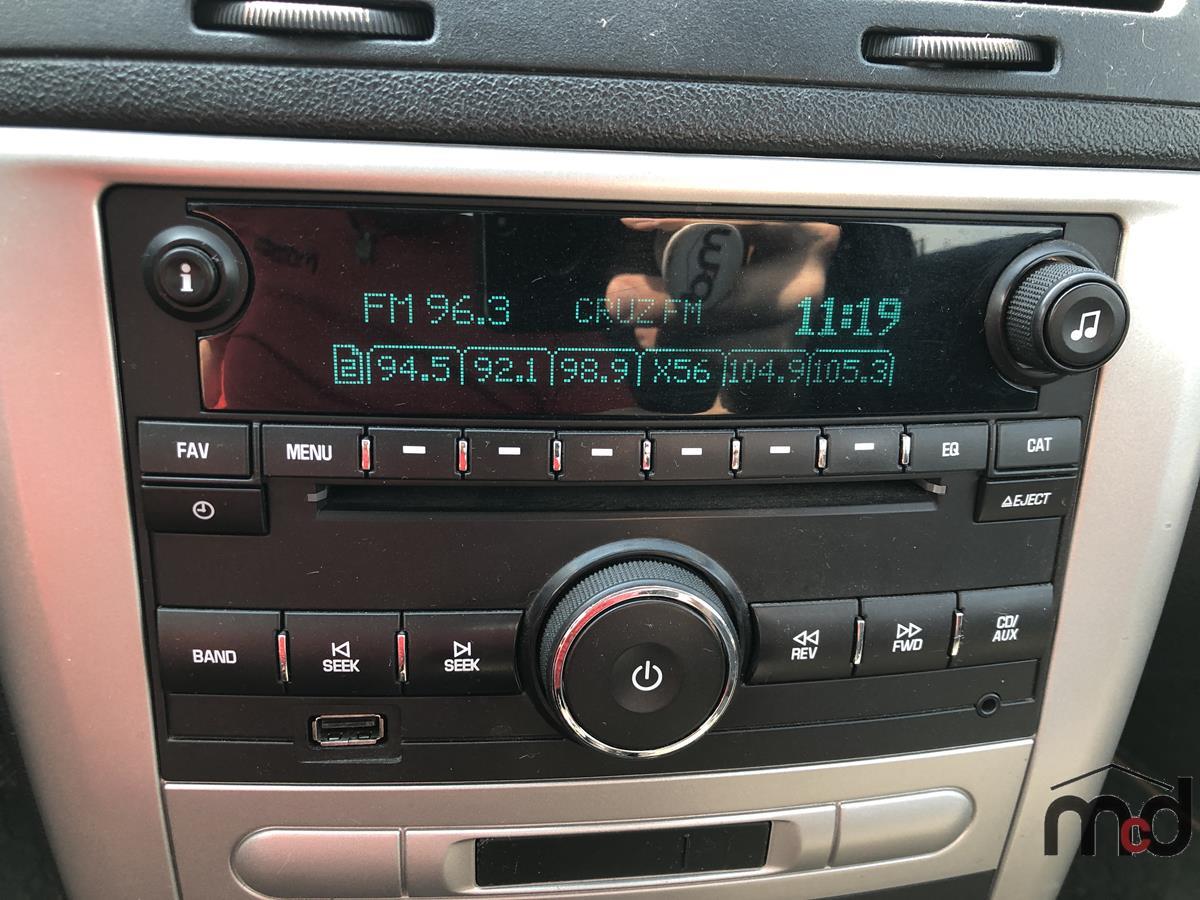 i
FM 96.3 CRUZ FM 11:19
2 94.5 92.1 98.9 X56 104.9 105.3
FAV MENU EQ CAT
EJECT
BAND SEEK SEEK REV FWD CD/AUX
mcd